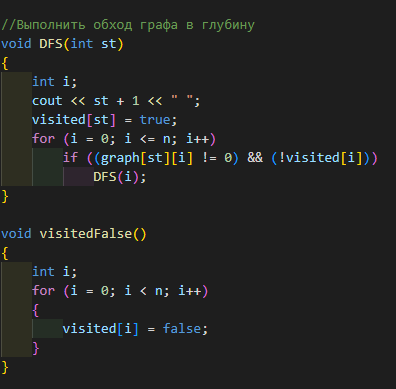 //Выполнить обход графа в глубину
void DFS(int st)
{
    int i;
    cout << st + 1 << " ";
    visited[st] = true;
    for (i = 0; i <= n; i++)
        if ((graph[st][i] != 0) && (!visited[i]))
            DFS(i);
}

void visitedFalse()
{
    int i;
    for (i = 0; i < n; i++)
    {
        visited[i] = false;
    }
}